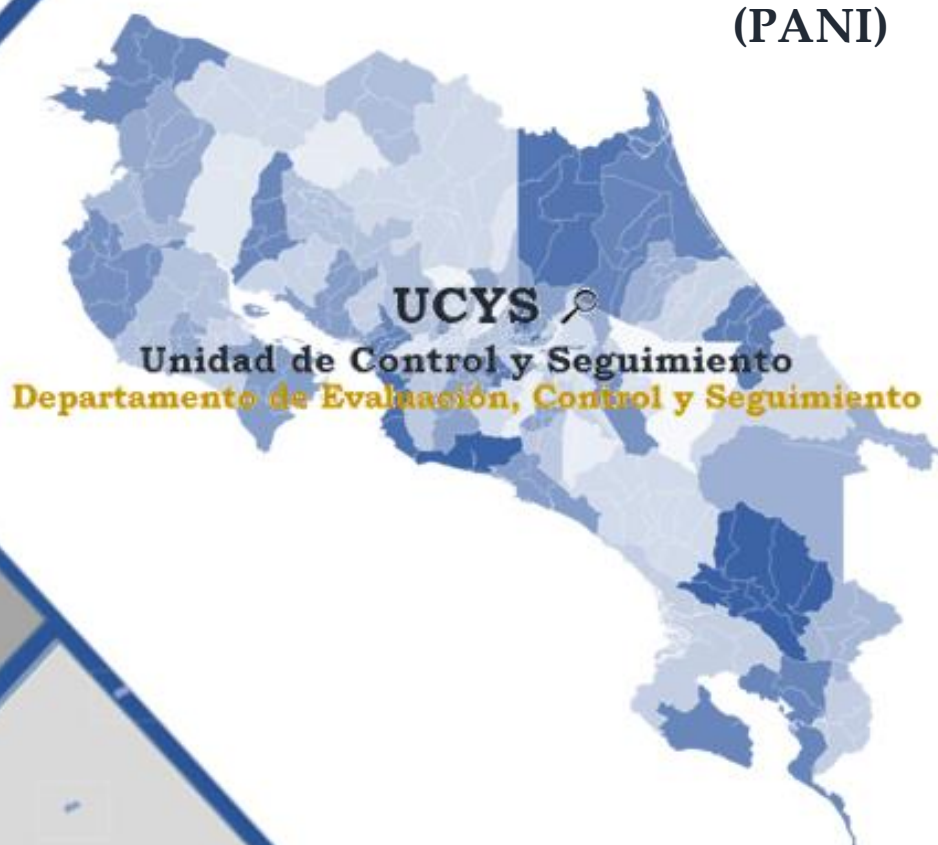 (PANI)
UCYS
Unidad de Control y Seguimiento
Departamento de Evaluación, Control y Seguimiento